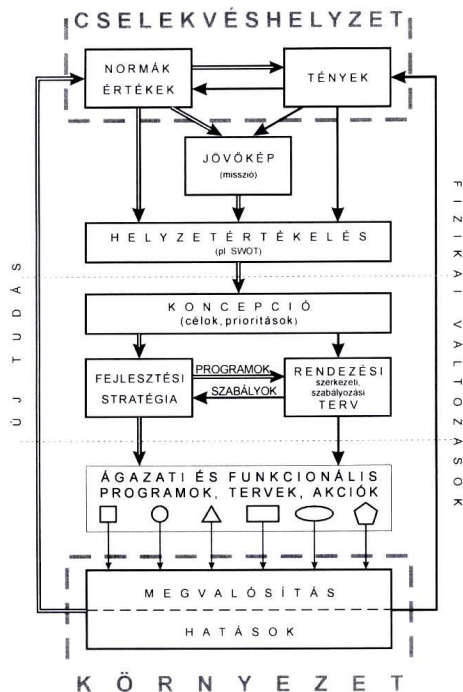 CSELEKVÉSHELYZET
NORMÁK
ÉRTÉKEK
TÉNYEK
JÖVŐKÉP
(misszió)
HELYZETÉRTÉKELÉS
(pl SWOT)
KONCEPCIÓ
(célok, prioritások)
FEJLESZTÉSI
STRATÉGIA
PROGRAMOK
SZABÁLYOK
RENDEZÉSI
szerkezeti,
szabályozási
TERV
ÁGAZATI ÉS FUNKCIONÁLIS
PROGRAMOK, TERVEK, AKCIÓK
MEGVALÓSÍTÁS
HATÁSOK
KÖRNYEZET
ÚJ TUDÁS
FIZIKAI VÁLTOZÁSOK